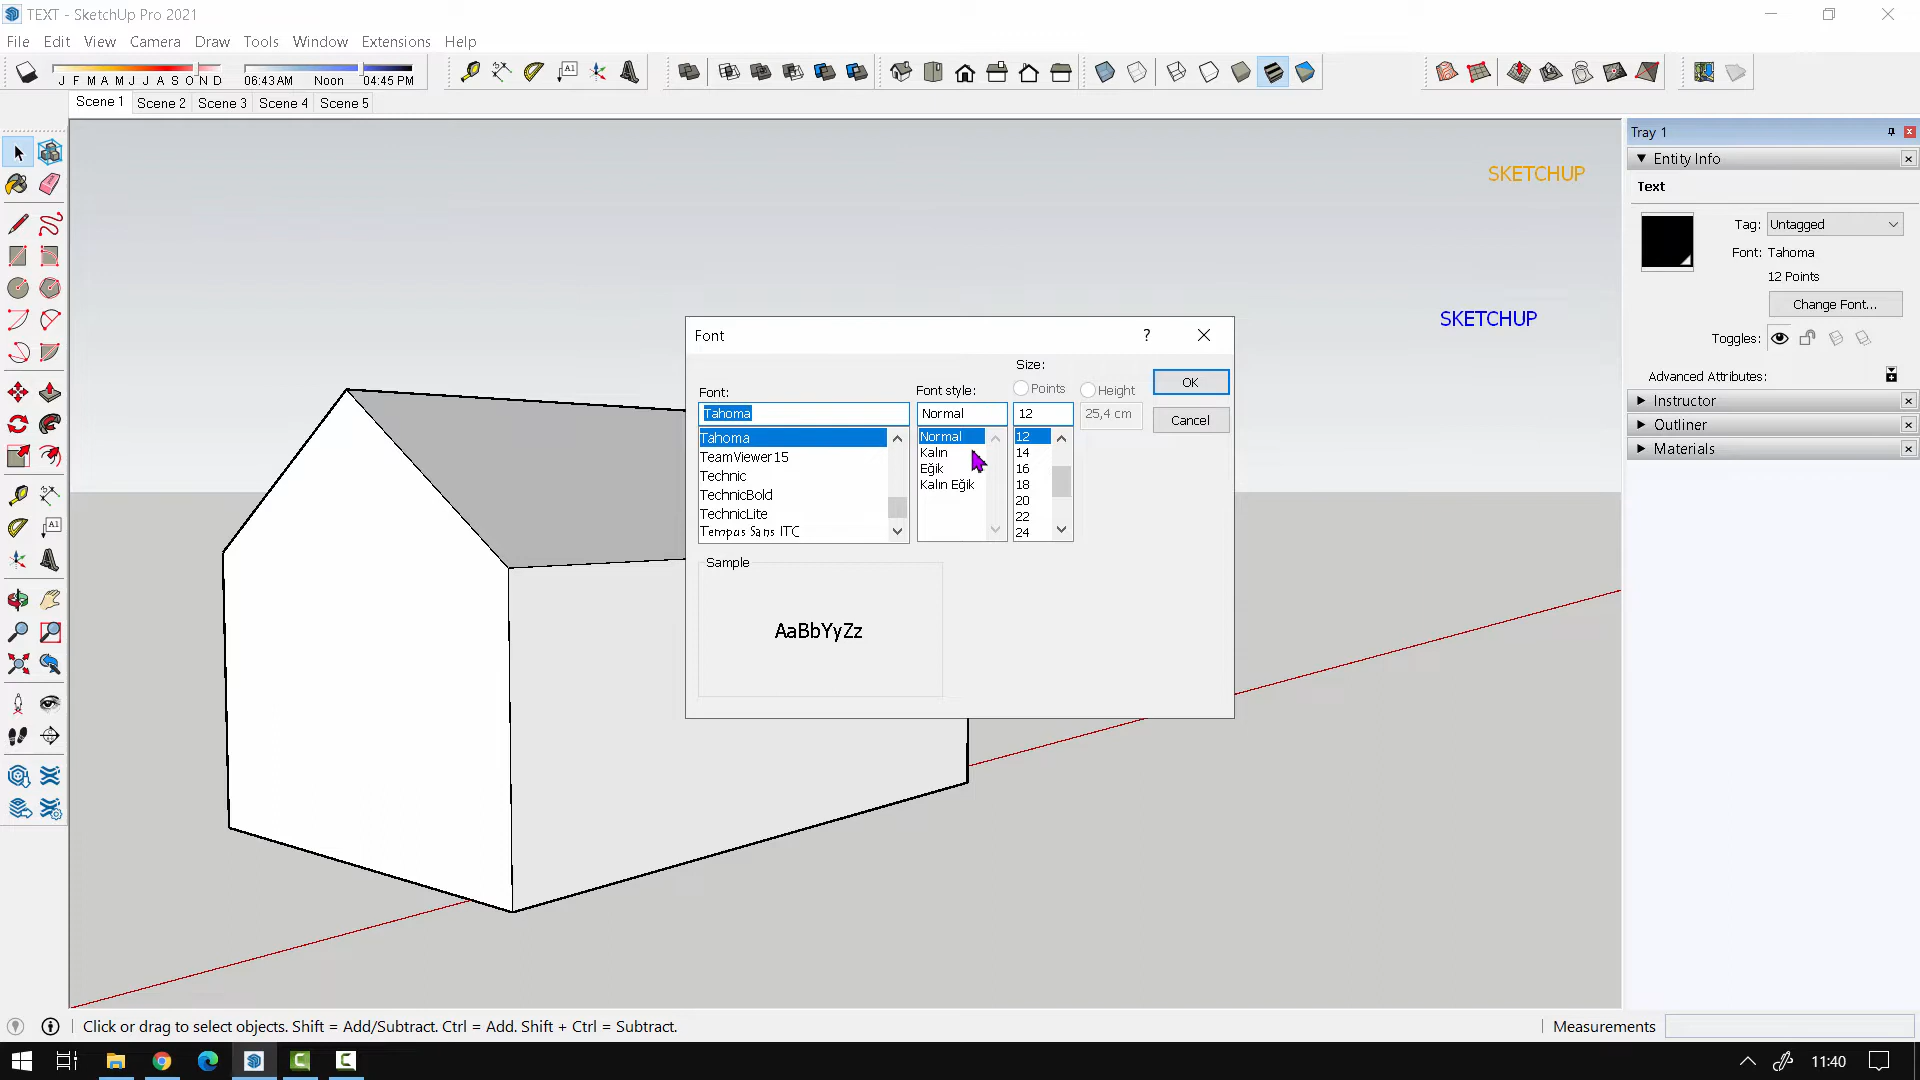 TEXT - SketchUp Pro 2021
File Edit View Camera Draw Tools Window Extensions Help
J F M A M J J A S O N D 06:43 AM Noon 04:45 PM
Scene 1 Scene 2 Scene 3 Scene 4 Scene 5
SKETCHUP
SKETCHUP
Font
Size:
Font: Font style: Points Height
Tahoma Normal 12 25,4 cm
OK
Cancel
Tahoma Normal 12
TeamViewer15 Kalın 14
Technic Eğik 16
TechnicBold Kalın Eğik 18
TechnicLite 20
Tempus Sans ITC 22
24
Sample
AaBbYyZz
Tray 1
Entity Info
Text
Tag: Untagged
Font: Tahoma
12 Points
Change Font...
Toggles:
Advanced Attributes:
Instructor
Outliner
Materials
Click or drag to select objects. Shift = Add/Subtract. Ctrl = Add. Shift + Ctrl = Subtract.
Measurements
11:40